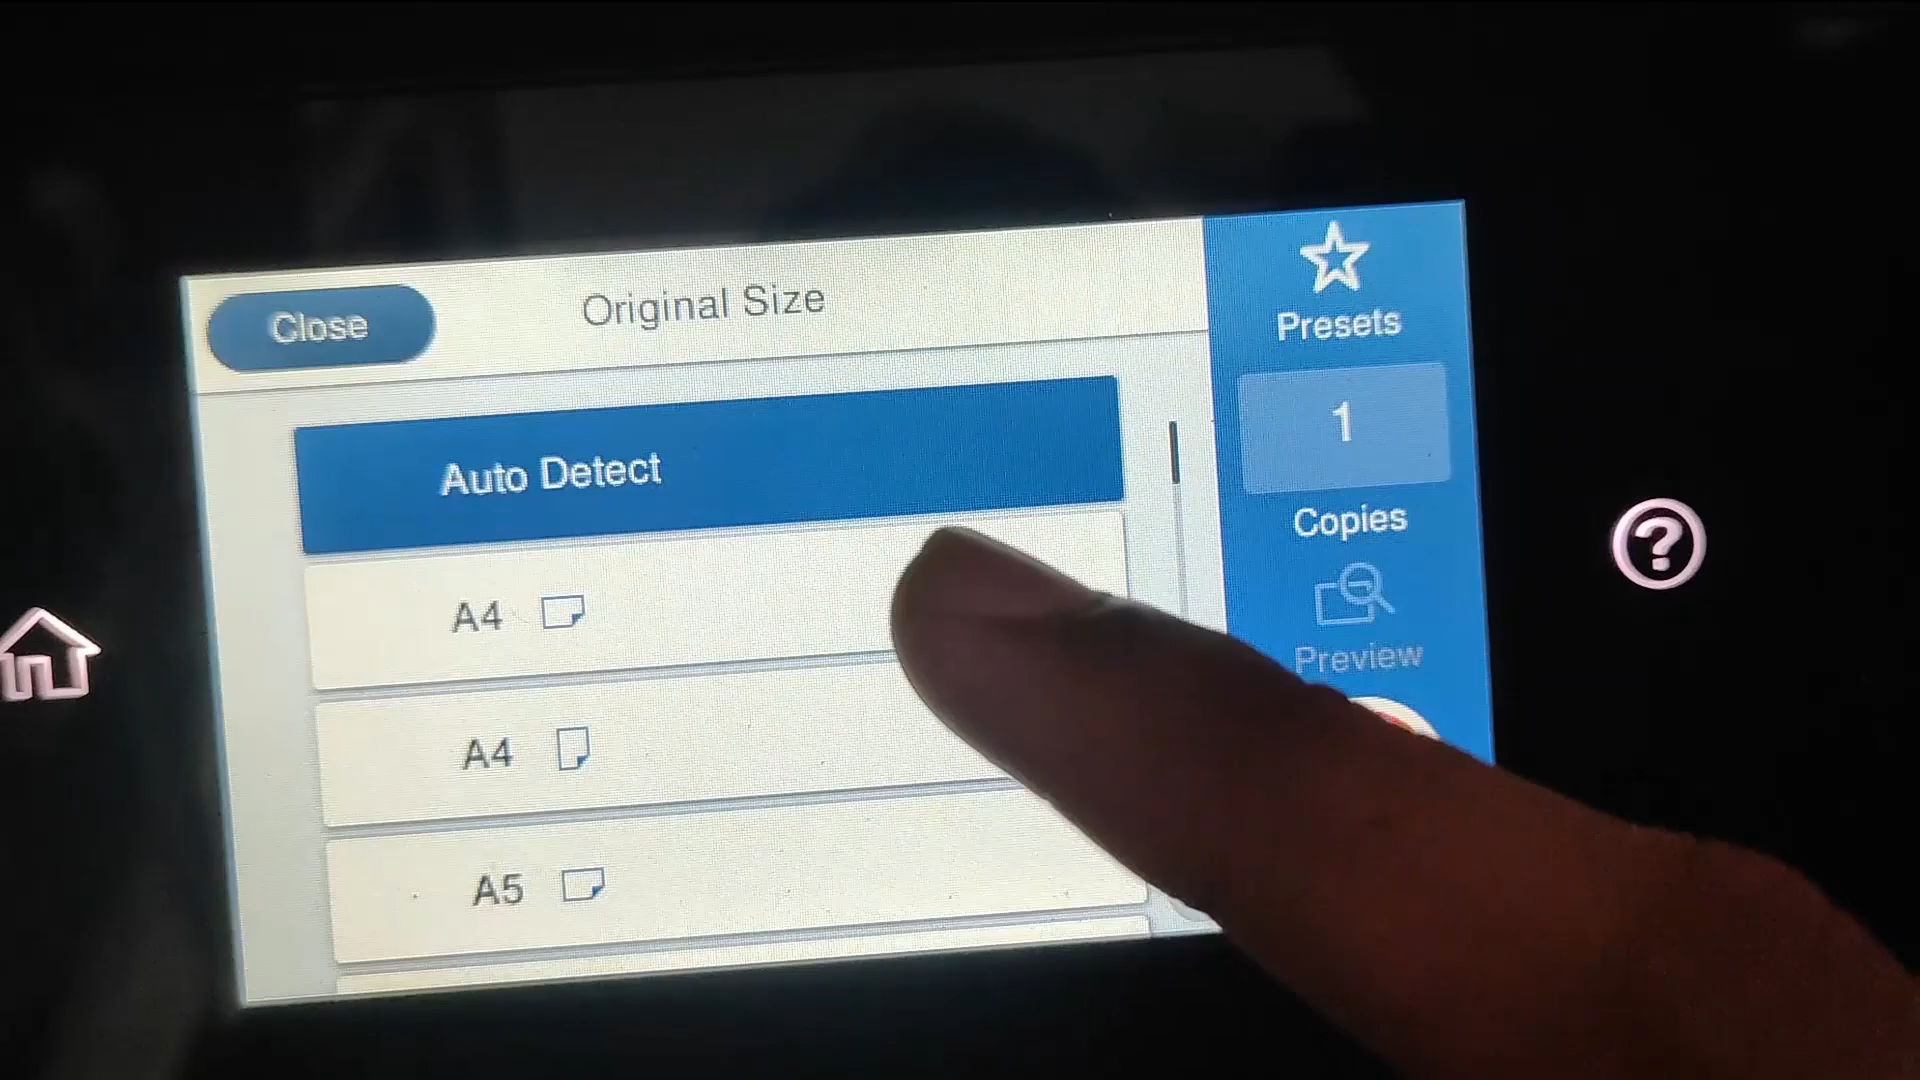 Close
Original Size
Auto Detect
A4
A4
A5
Presets
1
Copies
Preview
?